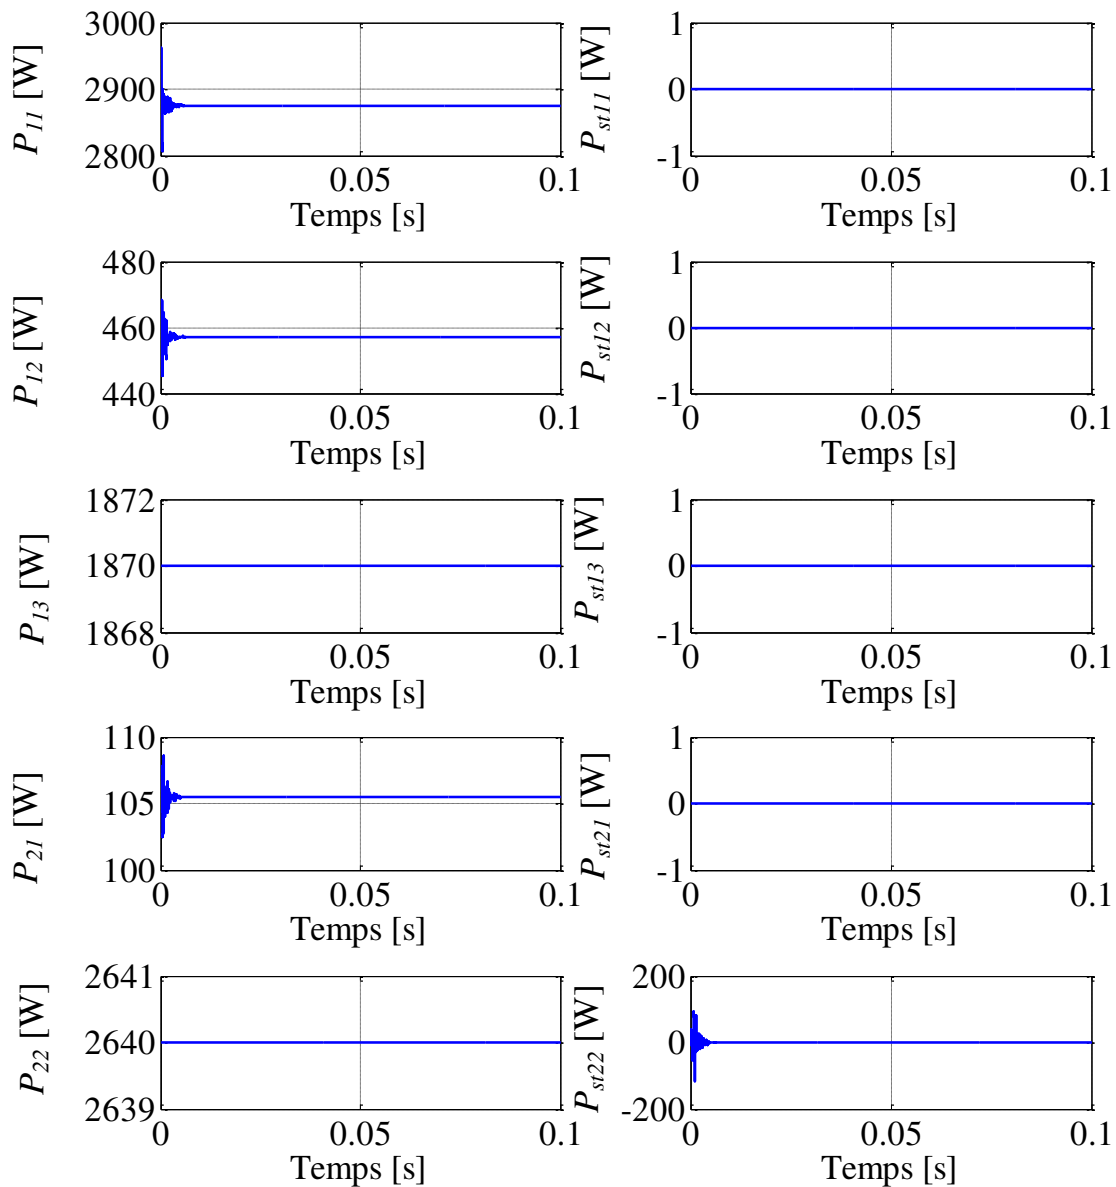 3000
2900
2800
P11 [W]
0 0.05 0.1
Temps [s]
1
0
-1
Pst11 [W]
0 0.05 0.1
Temps [s]
480
460
440
P12 [W]
0 0.05 0.1
Temps [s]
1
0
-1
Pst12 [W]
0 0.05 0.1
Temps [s]
1872
1870
1868
P13 [W]
0 0.05 0.1
Temps [s]
1
0
-1
Pst13 [W]
0 0.05 0.1
Temps [s]
110
105
100
P21 [W]
0 0.05 0.1
Temps [s]
1
0
-1
Pst21 [W]
0 0.05 0.1
Temps [s]
2641
2640
2639
P22 [W]
0 0.05 0.1
Temps [s]
200
0
-200
Pst22 [W]
0 0.05 0.1
Temps [s]